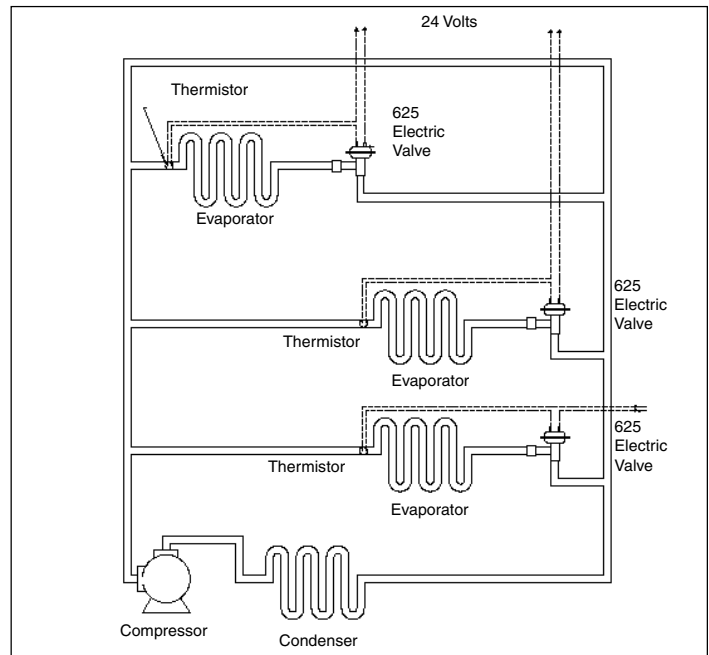 24 Volts
Thermistor
625
Electric
Valve
Evaporator
625
Electric
Valve
Thermistor
Evaporator
625
Electric
Valve
Thermistor
Evaporator
Compressor
Condenser